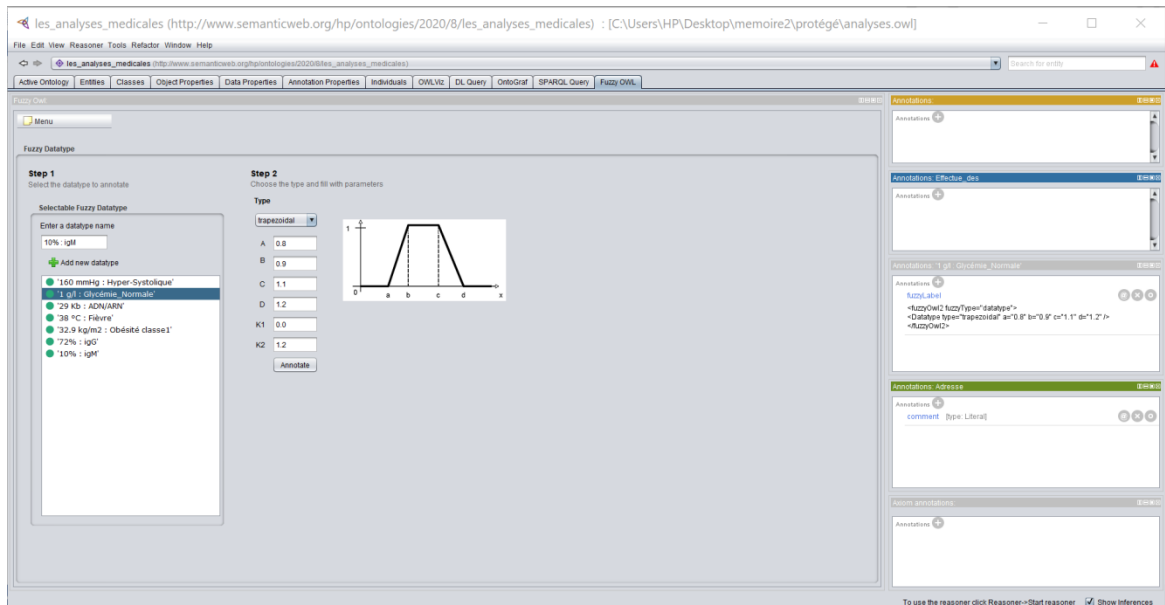 les_analyses_medicales (http://www.semanticweb.org/hp/ontologies/2020/8/les_analyses_medicales) : [C:\Users\HP\Desktop\memoire2\protégé\analyses.owl]
File Edit View Reasoner Tools Refactor Window Help
les_analyses_medicales (http://www.semanticweb.org/hp/ontologies/2020/8/les_analyses_medicales)
Search for entity
Active Ontology Entities Classes Object Properties Data Properties Annotation Properties Individuals OWLViz DL Query OntoGraf SPARQL Query Fuzzy OWL
Fuzzy Owl
Menu
Fuzzy Datatype
Step 1
Select the datatype to annotate
Selectable Fuzzy Datatype
Enter a datatype name
10% : igM
Add new datatype
'160 mmHg : Hyper-Systolique'
'1 g/l : Glycémie_Normale'
'29 Kb : ADN/ARN'
'38 °C : Fièvre'
'32.9 kg/m2 : Obésité classe1'
'72% : igG'
'10% : igM'
Step 2
Choose the type and fill with parameters
Type
trapezoidal
A 0.8
B 0.9
C 1.1
D 1.2
K1 0.0
K2 1.2
Annotate
1
0 a b c d x
Annotations:
Annotations
Annotations: Effectue_des
Annotations
Annotations: '1 g/l : Glycémie_Normale'
Annotations
fuzzyLabel
<fuzzyOwl2 fuzzyType="datatype">
<Datatype type="trapezoidal" a="0.8" b="0.9" c="1.1" d="1.2" />
</fuzzyOwl2>
Annotations: Adresse
Annotations
comment [type: Literal]
Axiom annotations:
Annotations
To use the reasoner click Reasoner->Start reasoner Show Inferences